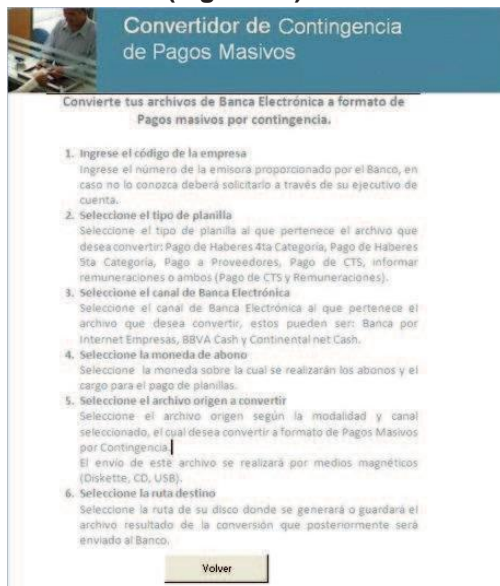 Convertidor de Contingencia
de Pagos Masivos
Convierte tus archivos de Banca Electrónica a formato de
Pagos masivos por contingencia.
1. Ingrese el código de la empresa
Ingrese el número de la emisora proporcionado por el Banco, en
caso no lo conozca deberá solicitarlo a través de su ejecutivo de
cuenta.
2. Seleccione el tipo de planilla
Seleccione el tipo de planilla al que pertenece el archivo que
desea convertir: Pago de Haberes 4ta Categoría, Pago de Haberes
5ta Categoría, Pago a Proveedores, Pago de CTS, informar
remuneraciones o ambos (Pago de CTS y Remuneraciones).
3. Seleccione el canal de Banca Electrónica
Seleccione el canal de Banca Electrónica al que pertenece el
archivo que desea convertir, estos pueden ser: Banca por
Internet Empresas, BBVA Cash y Continental net Cash.
4. Seleccione la moneda de abono
Seleccione la moneda sobre la cual se realizarán los abonos y el
cargo para el pago de planillas.
5. Seleccione el archivo origen a convertir
Seleccione el archivo origen según la modalidad y canal
seleccionado, el cual desea convertir a formato de Pagos Masivos
por Contingencia.
El envío de este archivo se realizará por medios magnéticos
(Diskette, CD, USB).
6. Seleccione la ruta destino
Seleccione la ruta de su disco donde se generará o guardará el
archivo resultado de la conversión que posteriormente será
enviado al Banco.
Volver